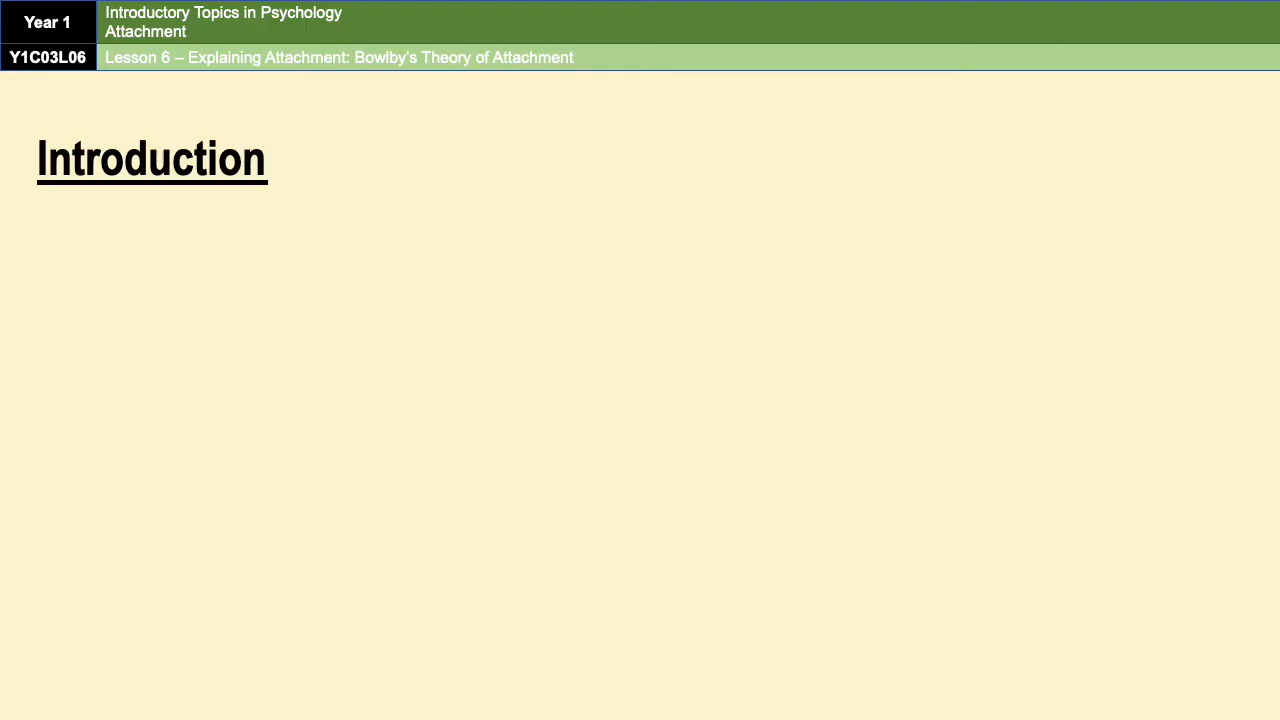 Year 1
Introductory Topics in Psychology
Attachment
Y1C03L06
Lesson 6 – Explaining Attachment: Bowlby's Theory of Attachment
Introduction